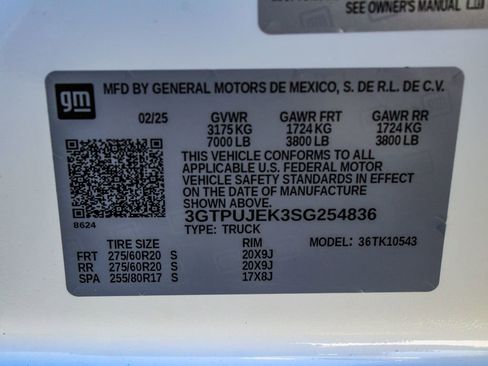 SEE OWNER'S MANUAL
gm
MFD BY GENERAL MOTORS DE MEXICO, S. DE R.L. DE C.V.
02/25 GVWR GAWR FRT GAWR RR
3175 KG 1724 KG 1724 KG
7000 LB 3800 LB 3800 LB
THIS VEHICLE CONFORMS TO ALL
APPLICABLE U.S. FEDERAL MOTOR
VEHICLE SAFETY STANDARDS IN EFFECT
ON THE DATE OF MANUFACTURE
SHOWN ABOVE.
8624
3GTPUJEK3SG254836
TYPE: TRUCK
TIRE SIZE RIM MODEL: 36TK10543
FRT 275/60R20 S 20X9J
RR 275/60R20 S 20X9J
SPA 255/80R17 S 17X8J